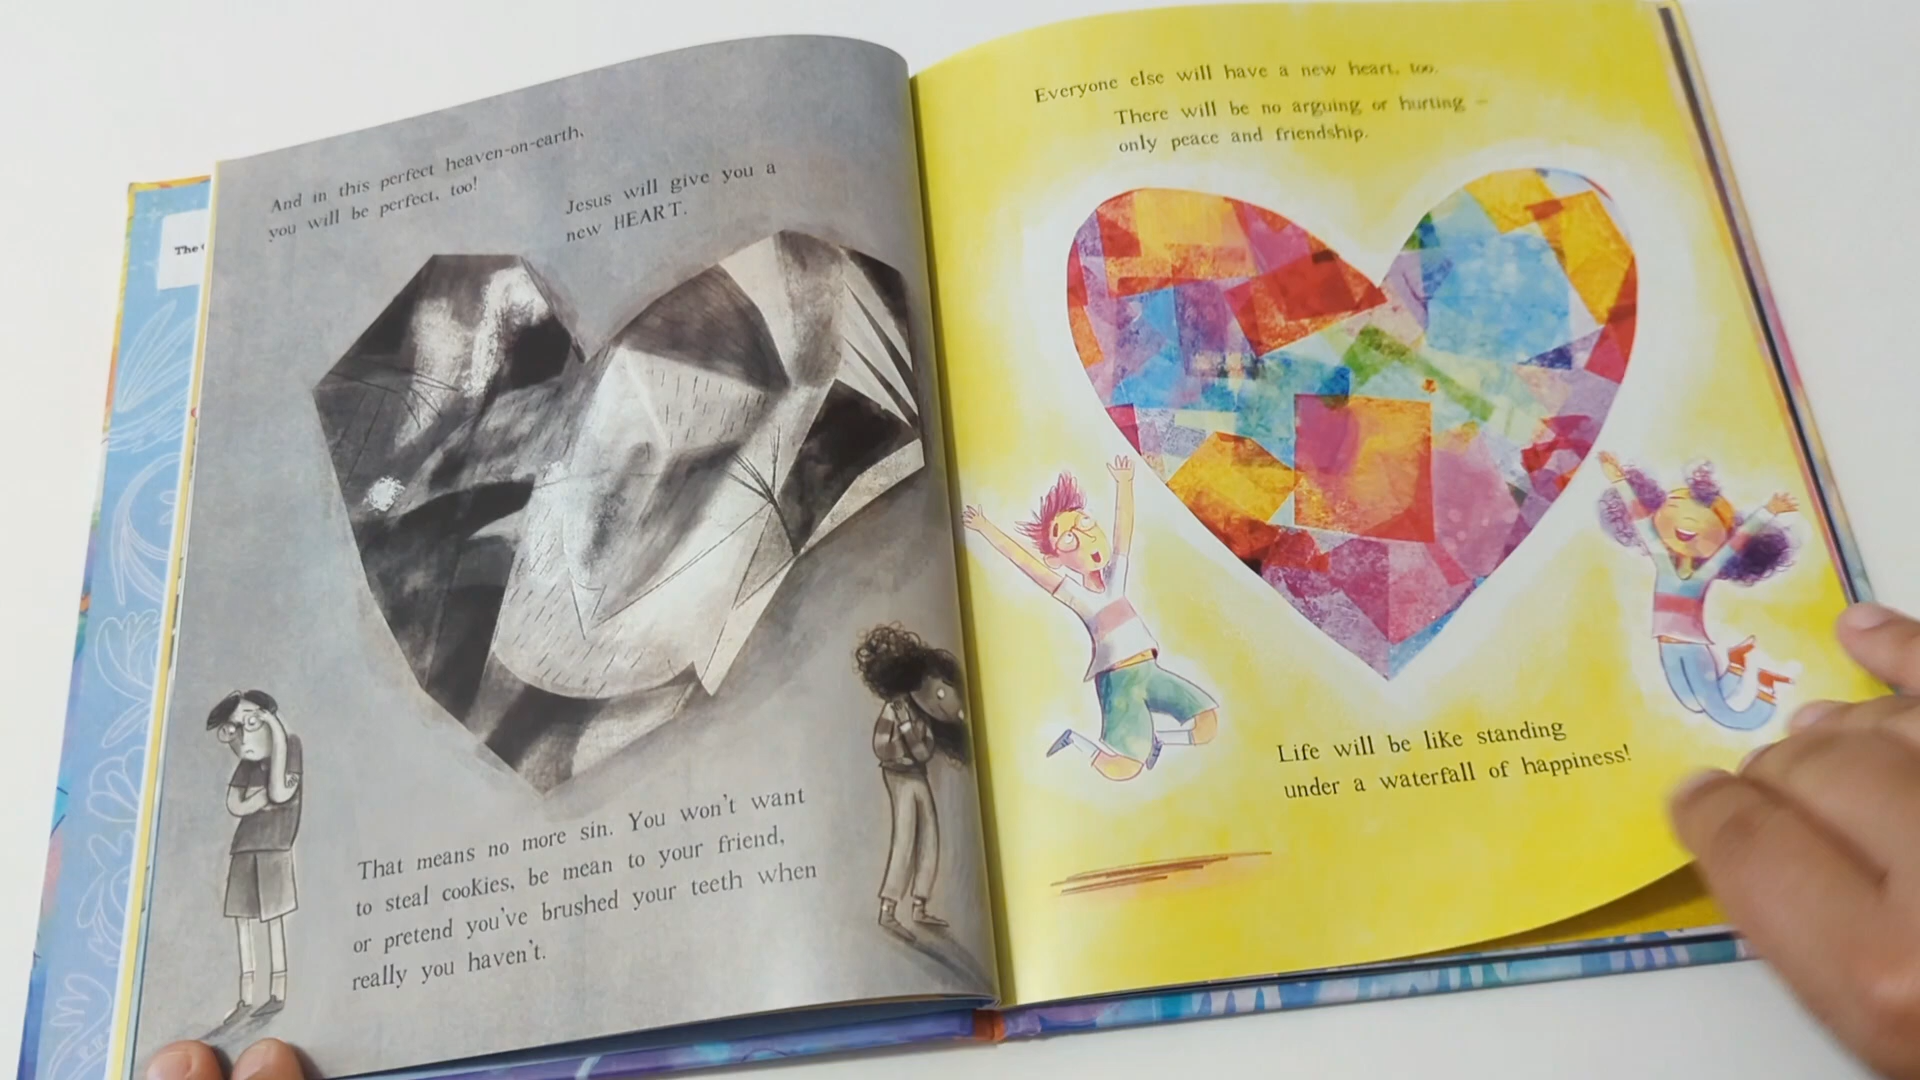 The
And in this perfect heaven-on-earth,
you will be perfect, too!
Jesus will give you a
new HEART.
That means no more sin. You won't want
to steal cookies, be mean to your friend,
or pretend you've brushed your teeth when
really you haven't.
Everyone else will have a new heart, too.
There will be no arguing or hurting –
only peace and friendship.
Life will be like standing
under a waterfall of happiness!